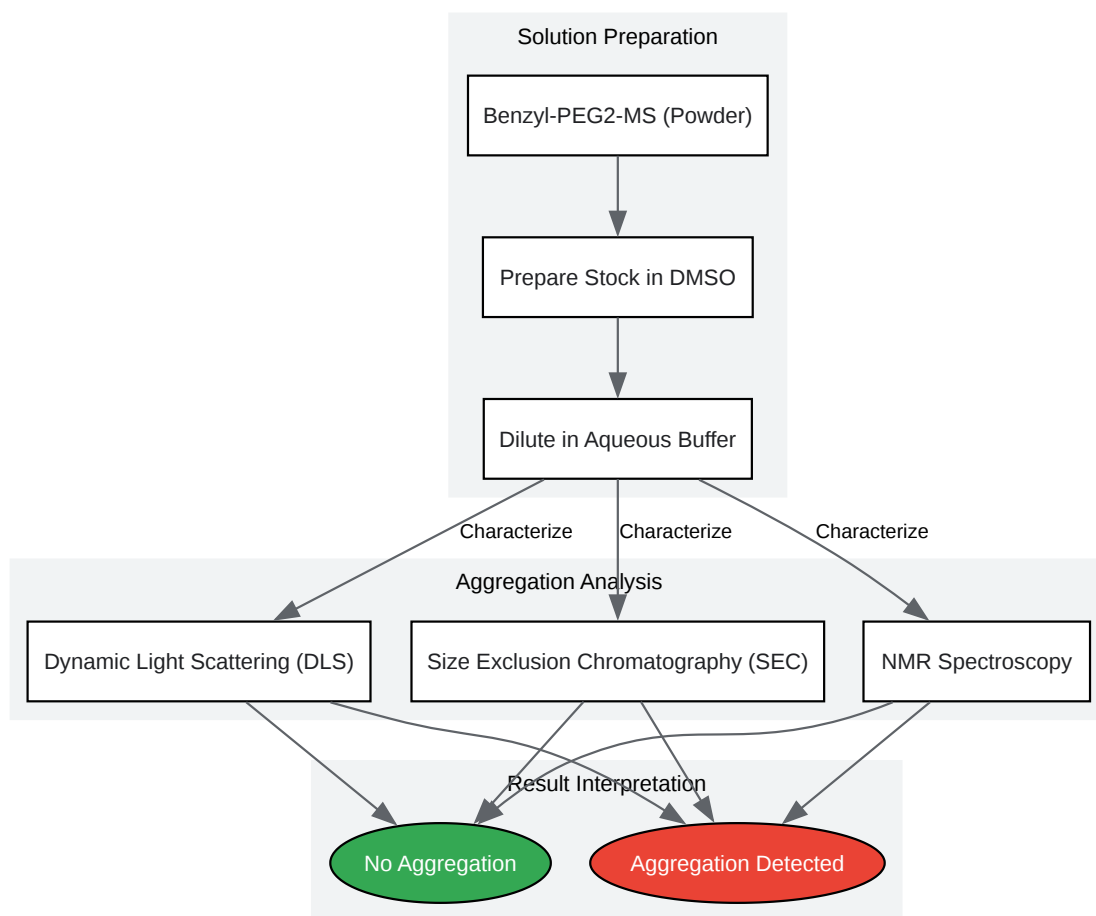 Solution Preparation
Benzyl-PEG2-MS (Powder)
Prepare Stock in DMSO
Dilute in Aqueous Buffer
Characterize
Characterize
Characterize
Aggregation Analysis
Dynamic Light Scattering (DLS)
Size Exclusion Chromatography (SEC)
NMR Spectroscopy
Result Interpretation
No Aggregation
Aggregation Detected